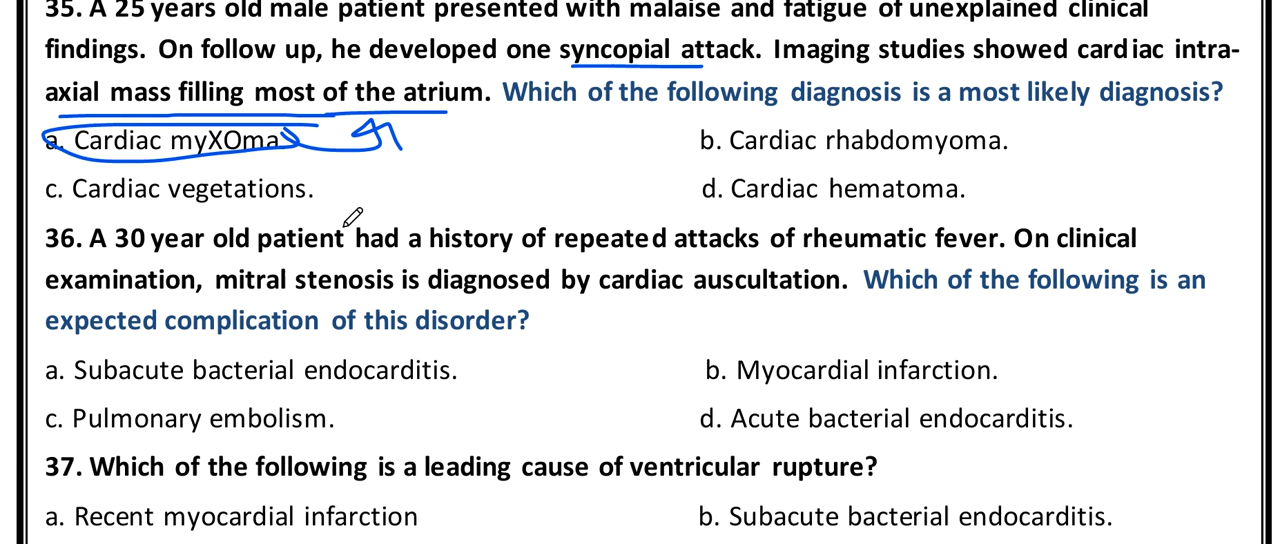 35. A 25 years old male patient presented with malaise and fatigue of unexplained clinical
findings. On follow up, he developed one syncopial attack. Imaging studies showed cardiac intra-
axial mass filling most of the atrium. Which of the following diagnosis is a most likely diagnosis?
a. Cardiac myXOma b. Cardiac rhabdomyoma.
c. Cardiac vegetations. d. Cardiac hematoma.
36. A 30 year old patient had a history of repeated attacks of rheumatic fever. On clinical
examination, mitral stenosis is diagnosed by cardiac auscultation. Which of the following is an
expected complication of this disorder?
a. Subacute bacterial endocarditis. b. Myocardial infarction.
c. Pulmonary embolism. d. Acute bacterial endocarditis.
37. Which of the following is a leading cause of ventricular rupture?
a. Recent myocardial infarction b. Subacute bacterial endocarditis.